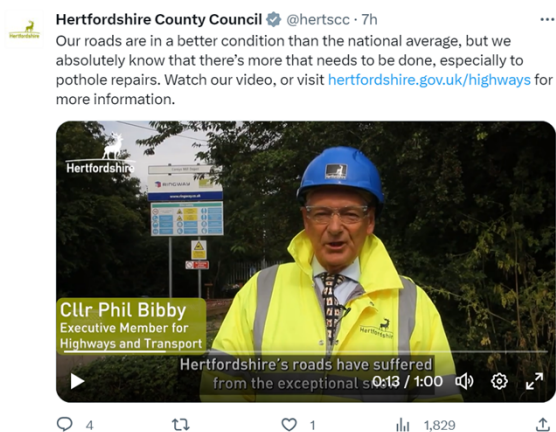 Hertfordshire County Council @hertscc · 7h
Our roads are in a better condition than the national average, but we
absolutely know that there's more that needs to be done, especially to
pothole repairs. Watch our video, or visit hertfordshire.gov.uk/highways for
more information.
Hertfordshire
RINGWAY
Cllr Phil Bibby
Executive Member for
Highways and Transport
Hertfordshire
Hertfordshire's roads have suffered
from the exceptional
0:13 / 1:00
4
1
1,829